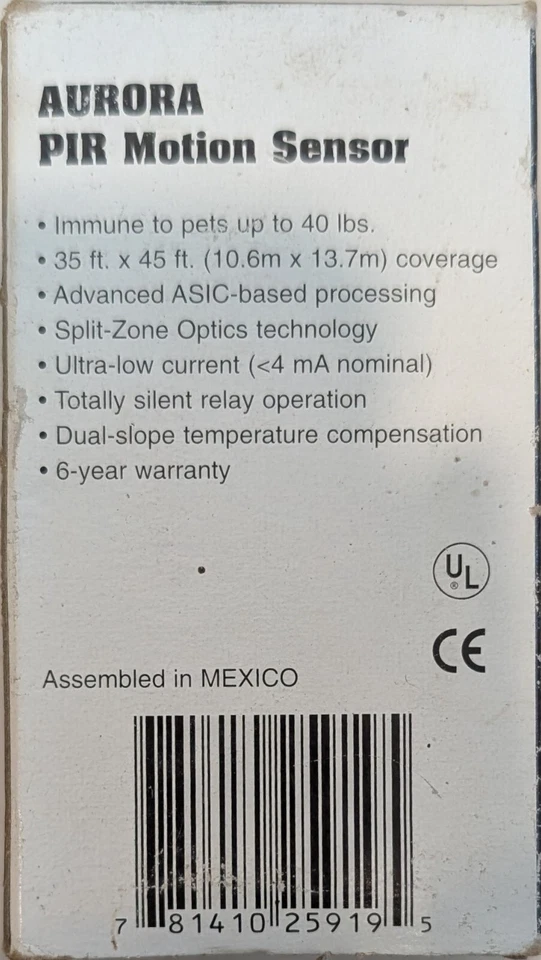 AURORA
PIR Motion Sensor
• Immune to pets up to 40 lbs.
• 35 ft. x 45 ft. (10.6m x 13.7m) coverage
• Advanced ASIC-based processing
• Split-Zone Optics technology
• Ultra-low current (<4 mA nominal)
• Totally silent relay operation
• Dual-slope temperature compensation
• 6-year warranty
UL®
CE
Assembled in MEXICO
7 81410 25919 5